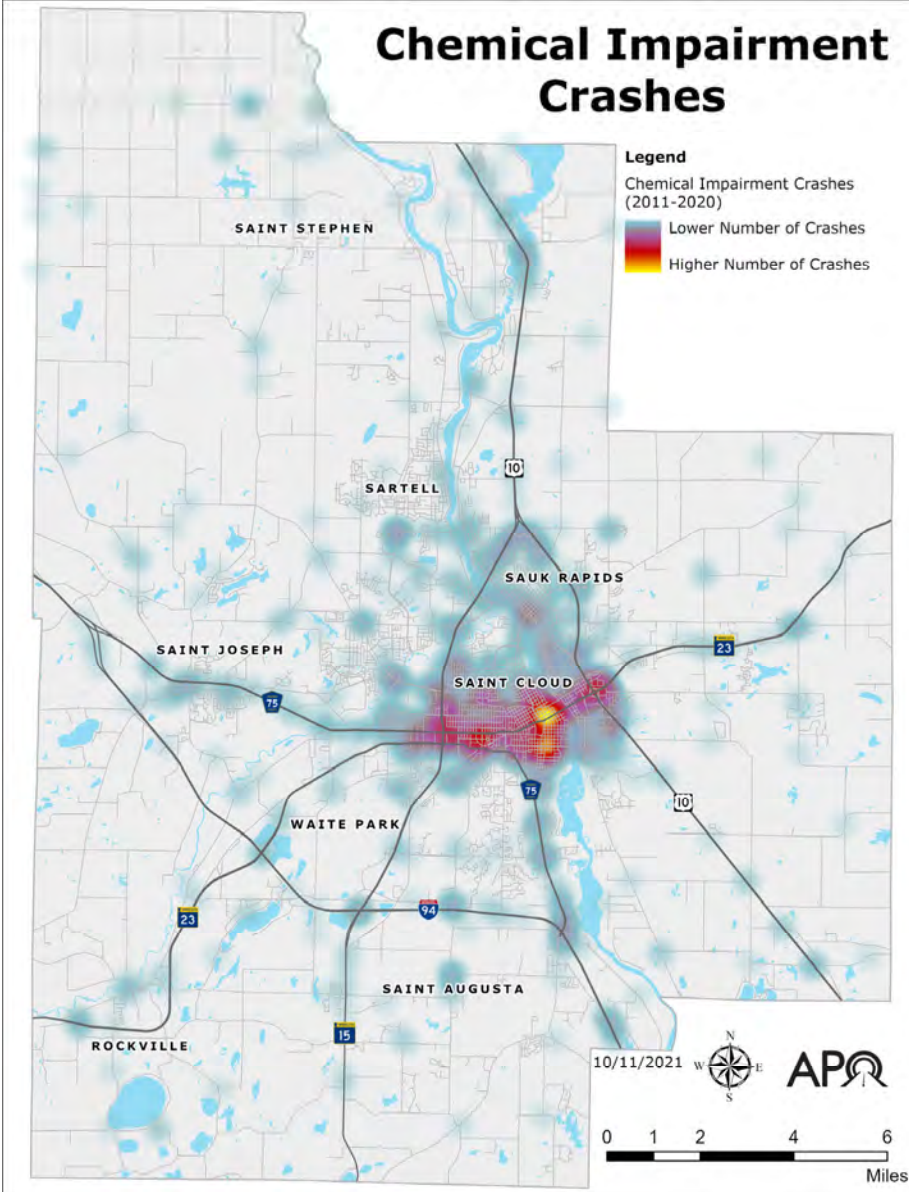 Chemical Impairment
Crashes
Legend
Chemical Impairment Crashes
(2011-2020)
Lower Number of Crashes
Higher Number of Crashes
SAINT STEPHEN
10
SARTELL
SAUK RAPIDS
23
SAINT JOSEPH
SAINT CLOUD
75
75
10
WAITE PARK
23
94
SAINT AUGUSTA
15
ROCKVILLE
10/11/2021
N
W E
S
APO
0 1 2 4 6
Miles